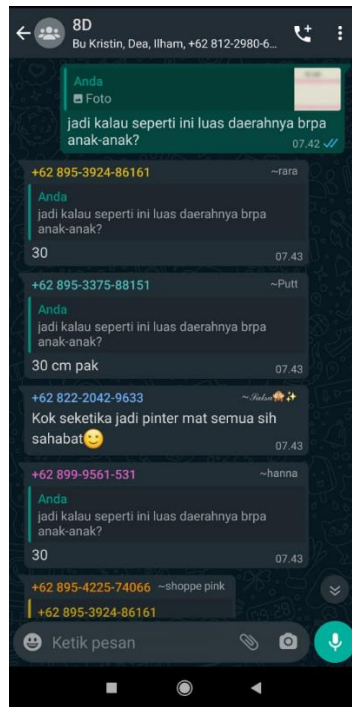 8D
Bu Kristin, Dea, Ilham, +62 812-2980-6...
Anda
Foto
jadi kalau seperti ini luas daerahnya brpa
anak-anak?
07.42
+62 895-3924-86161 ~rara
Anda
jadi kalau seperti ini luas daerahnya brpa
anak-anak?
30
07.43
+62 895-3375-88151 ~Putt
Anda
jadi kalau seperti ini luas daerahnya brpa
anak-anak?
30 cm pak
07.43
+62 822-2042-9633 ~Salsa
Kok seketika jadi pinter mat semua sih
sahabat🙂
07.43
+62 899-9561-531 ~hanna
Anda
jadi kalau seperti ini luas daerahnya brpa
anak-anak?
30
07.43
+62 895-4225-74066 ~shoppe pink
+62 895-3924-86161
Ketik pesan